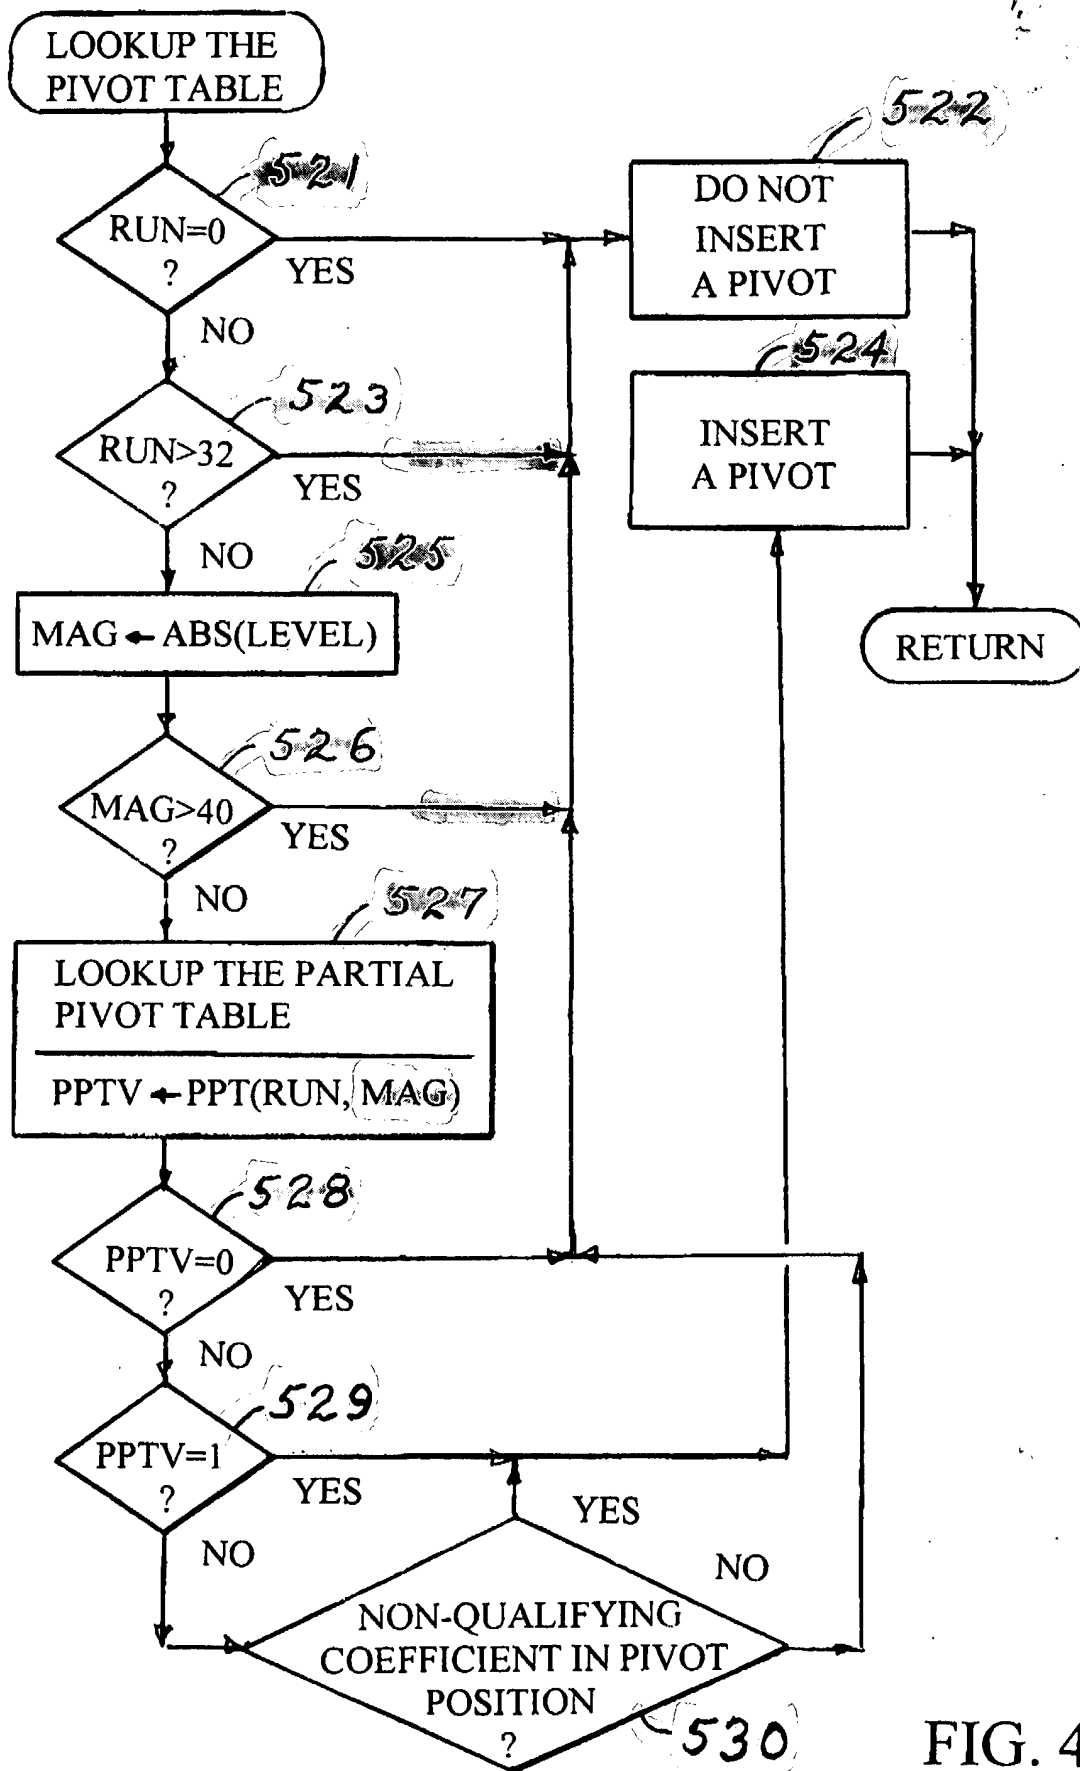 LOOKUP THE
PIVOT TABLE
521
RUN=0
?
YES
NO
522
DO NOT
INSERT
A PIVOT
523
RUN>32
?
YES
NO
524
INSERT
A PIVOT
525
MAG ← ABS(LEVEL)
RETURN
526
MAG>40
?
YES
NO
527
LOOKUP THE PARTIAL
PIVOT TABLE
PPTV ← PPT(RUN, MAG)
528
PPTV=0
?
YES
NO
529
PPTV=1
?
YES
NO
YES
NO
NON-QUALIFYING
COEFFICIENT IN PIVOT
POSITION
?
530
FIG. 4